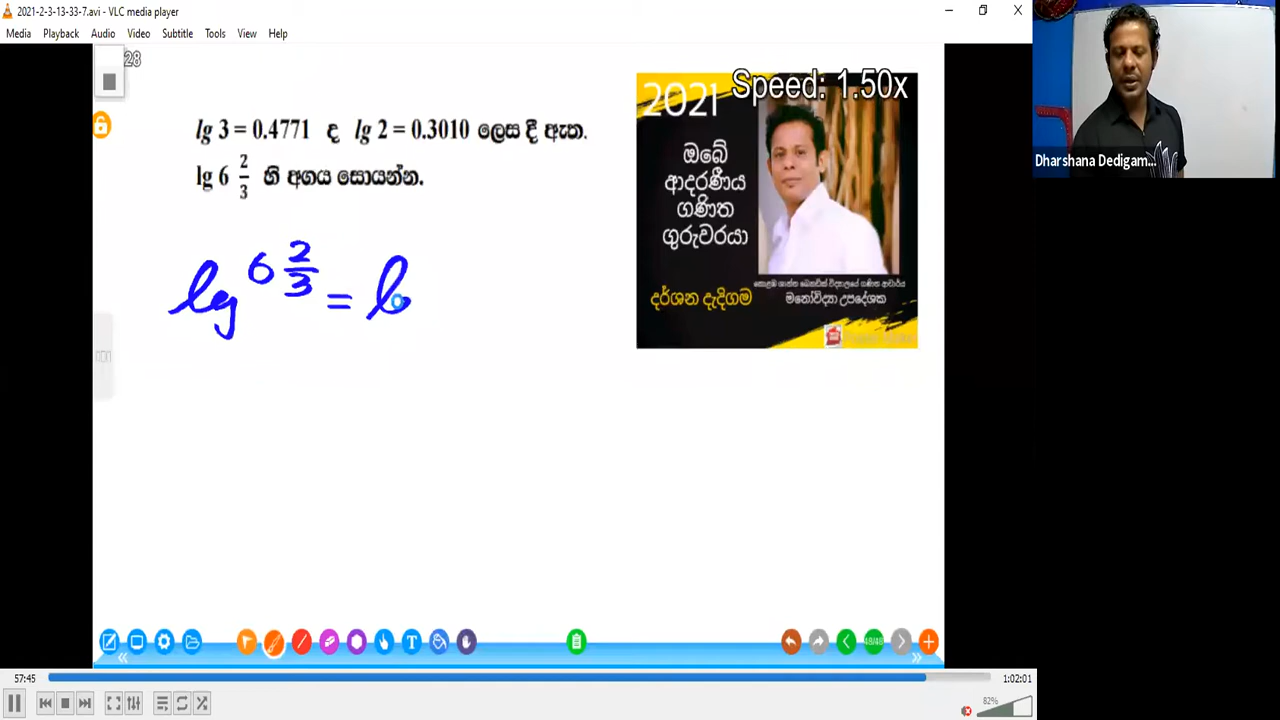 2021-2-3-13-33-7.avi - VLC media player
Media Playback Audio Video Subtitle Tools View Help
28
Speed: 1.50x
lg 3 = 0.4771 ද lg 2 = 0.3010 ලෙස දී ඇත.
lg 6 2/3 හි අගය සොයන්න.
lg 6 2/3 = l
2021
ඔබේ
ආදරණීය
ගණිත
ගුරුවරයා
දර්ශන දැදිගම
මනෝවිද්‍යා උපදේශක
Dharshana Dedigam...
T
48/48
57:45
1:02:01
82%